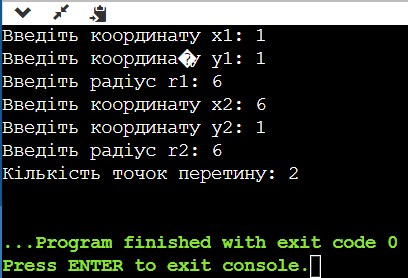 Введіть координату x1: 1
Введіть координа�у y1: 1
Введіть радіус r1: 6
Введіть координату x2: 6
Введіть координату y2: 1
Введіть радіус r2: 6
Кількість точок перетину: 2
...Program finished with exit code 0
Press ENTER to exit console.